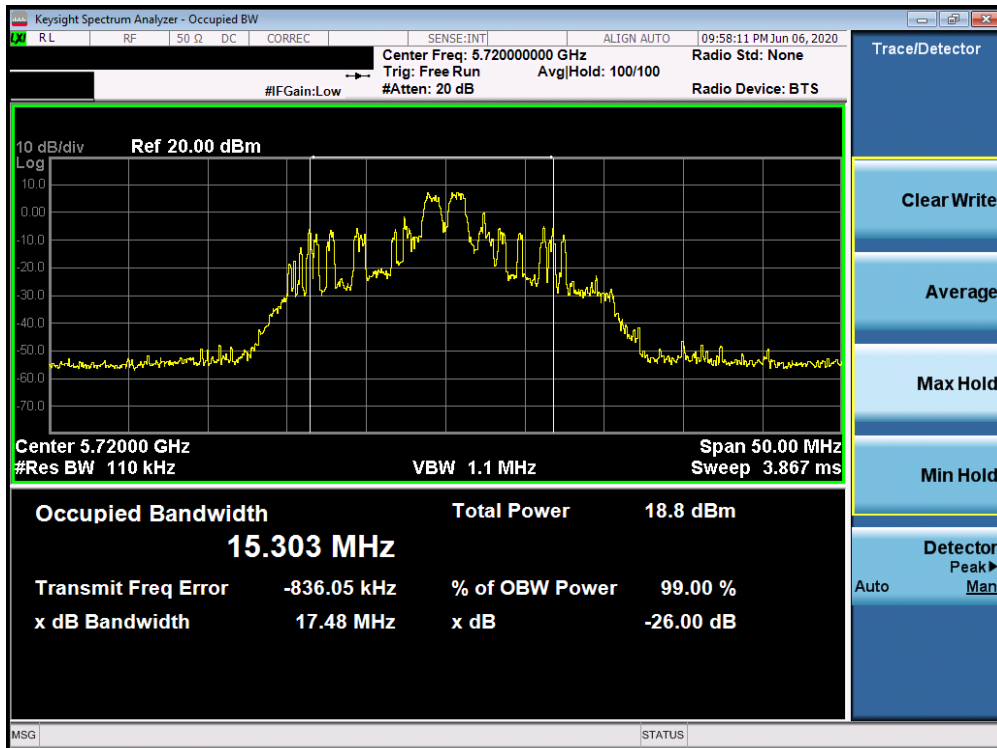 Keysight Spectrum Analyzer - Occupied BW
LXI RL RF 50 Ω DC CORREC SENSE:INT ALIGN AUTO 09:58:11 PM Jun 06, 2020
Center Freq: 5.720000000 GHz Radio Std: None
Trig: Free Run Avg|Hold: 100/100
#IFGain:Low #Atten: 20 dB Radio Device: BTS
Trace/Detector
10 dB/div Ref 20.00 dBm
Log
10.0
0.00
-10.0
-20.0
-30.0
-40.0
-50.0
-60.0
-70.0
Center 5.72000 GHz Span 50.00 MHz
#Res BW 110 kHz VBW 1.1 MHz Sweep 3.867 ms
Occupied Bandwidth Total Power 18.8 dBm
15.303 MHz
Transmit Freq Error -836.05 kHz % of OBW Power 99.00 %
x dB Bandwidth 17.48 MHz x dB -26.00 dB
Clear Write
Average
Max Hold
Min Hold
Detector
Peak▶
Auto Man
MSG STATUS